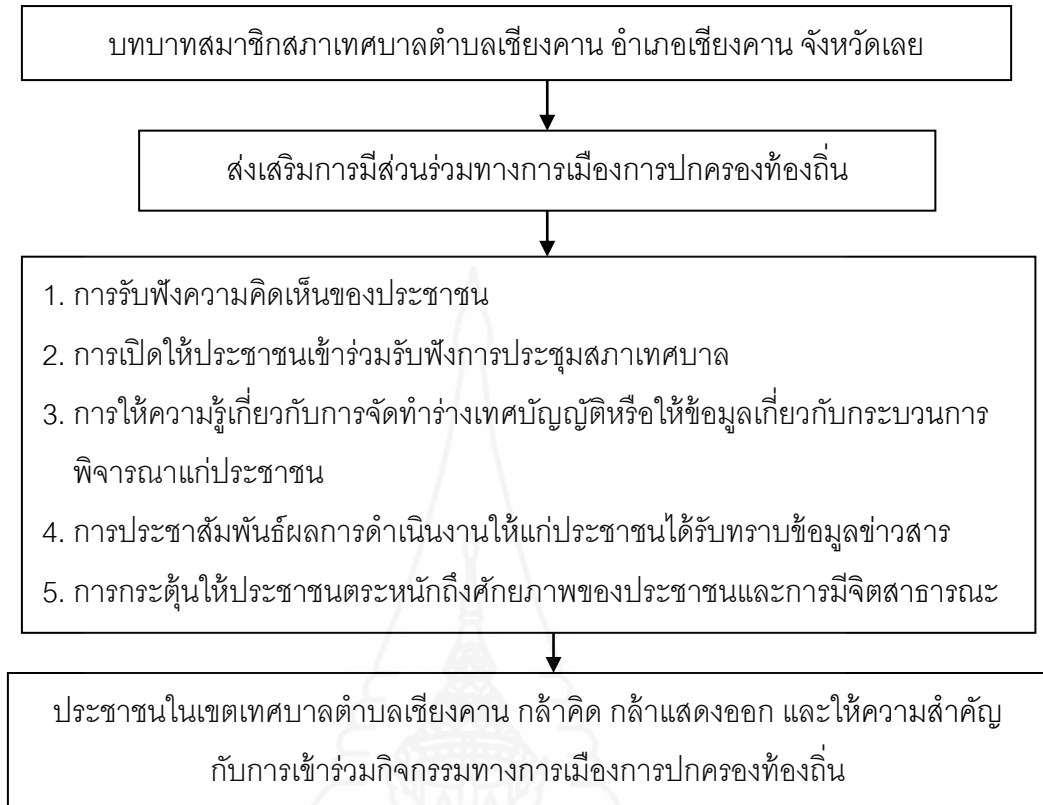 บทบาทสมาชิกสภาเทศบาลตำบลเชียงคาน อำเภอเชียงคาน จังหวัดเลย
ส่งเสริมการมีส่วนร่วมทางการเมืองการปกครองท้องถิ่น
1. การรับฟังความคิดเห็นของประชาชน
2. การเปิดให้ประชาชนเข้าร่วมรับฟังการประชุมสภาเทศบาล
3. การให้ความรู้เกี่ยวกับการจัดทำร่างเทศบัญญัติหรือให้ข้อมูลเกี่ยวกับกระบวนการ
พิจารณาแก่ประชาชน
4. การประชาสัมพันธ์ผลการดำเนินงานให้แก่ประชาชนได้รับทราบข้อมูลข่าวสาร
5. การกระตุ้นให้ประชาชนตระหนักถึงศักยภาพของประชาชนและการมีจิตสาธารณะ
ประชาชนในเขตเทศบาลตำบลเชียงคาน กล้าคิด กล้าแสดงออก และให้ความสำคัญ
กับการเข้าร่วมกิจกรรมทางการเมืองการปกครองท้องถิ่น